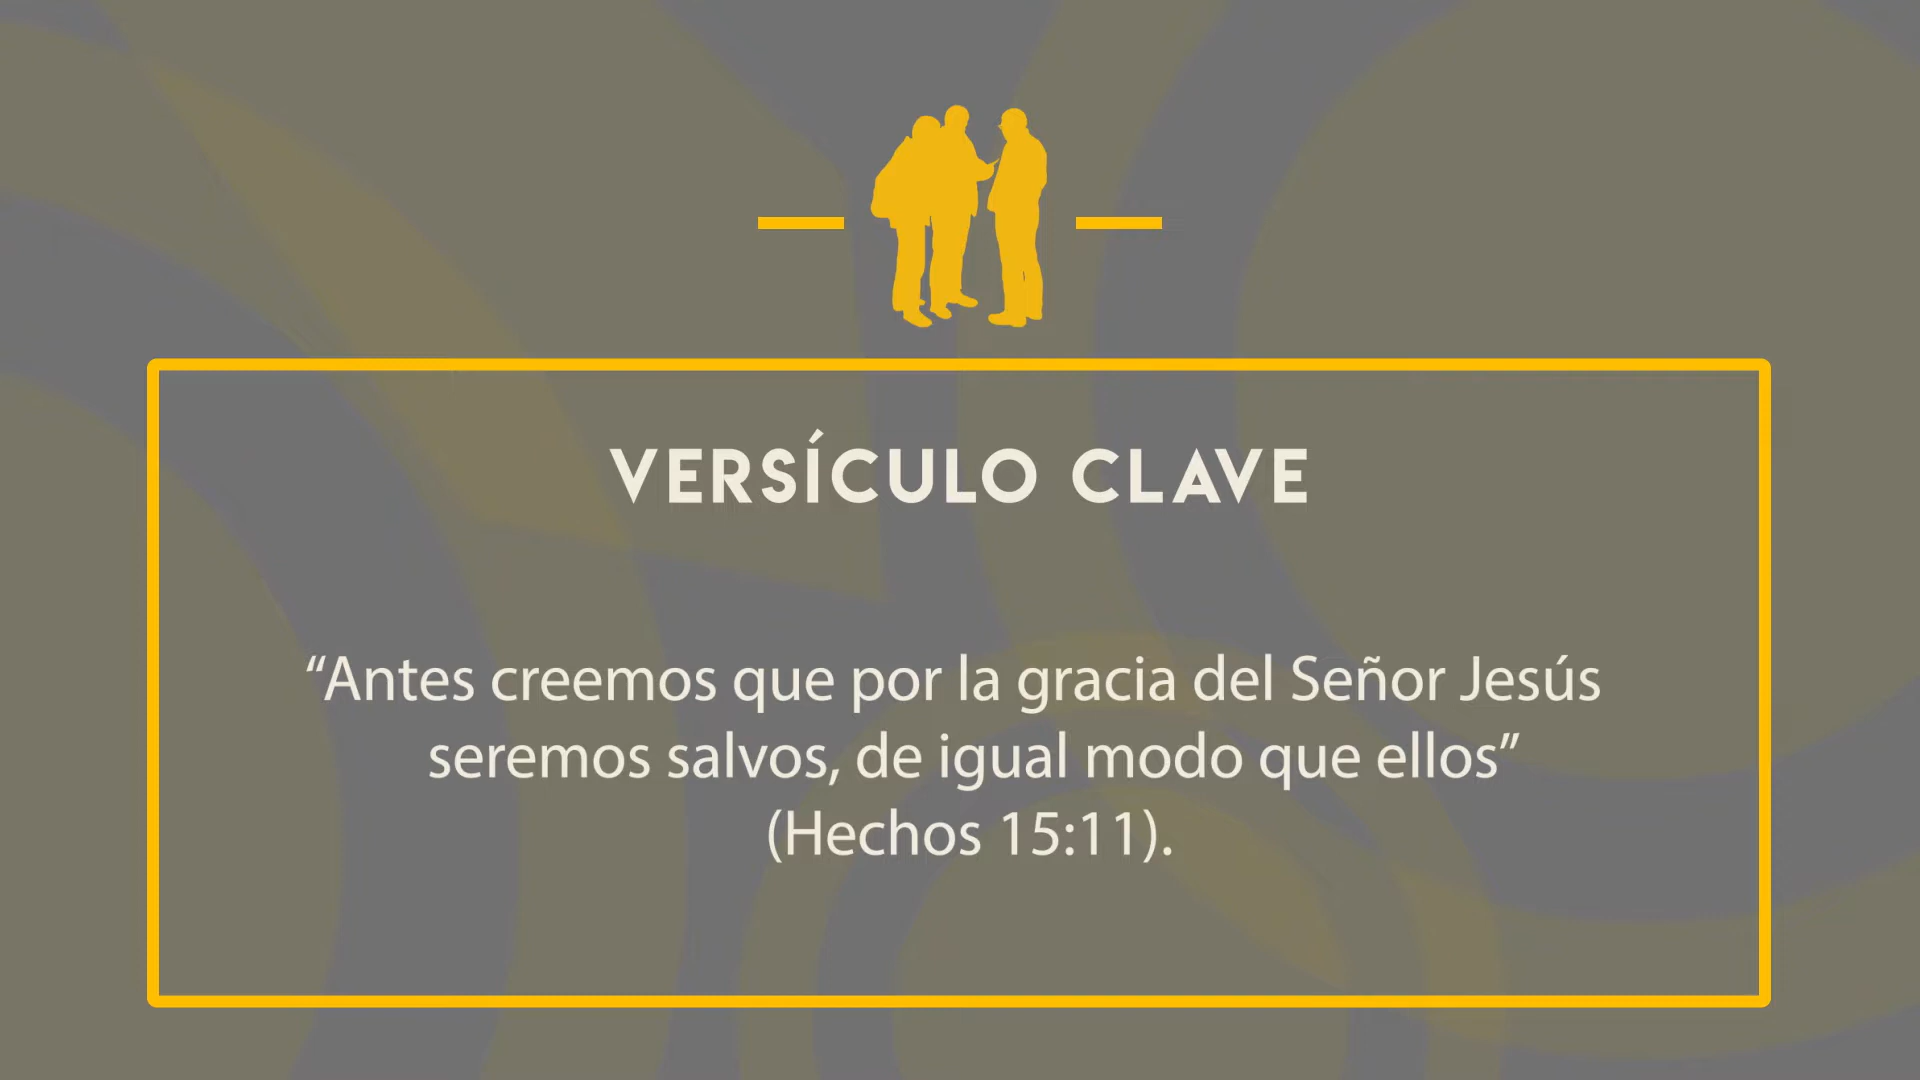 VERSÍCULO CLAVE
“Antes creemos que por la gracia del Señor Jesús
seremos salvos, de igual modo que ellos”
(Hechos 15:11).